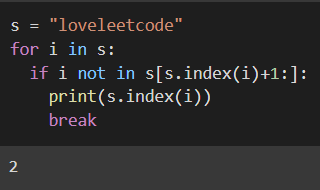 s = "loveleetcode"
for i in s:
  if i not in s[s.index(i)+1:]:
    print(s.index(i))
    break
2